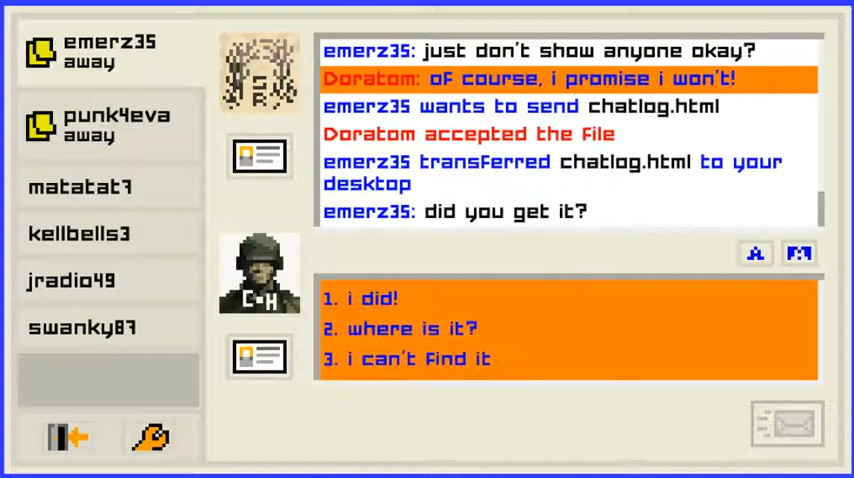 emerz35
away
punk4eva
away
matatat7
kellbells3
jradio49
swanky87
S
R
emerz35: just don't show anyone okay?
Doratom: of course, i promise i won't!
emerz35 wants to send chatlog.html
Doratom accepted the file
emerz35 transferred chatlog.html to your
desktop
emerz35: did you get it?
A
C*H
1. i did!
2. where is it?
3. i can't find it